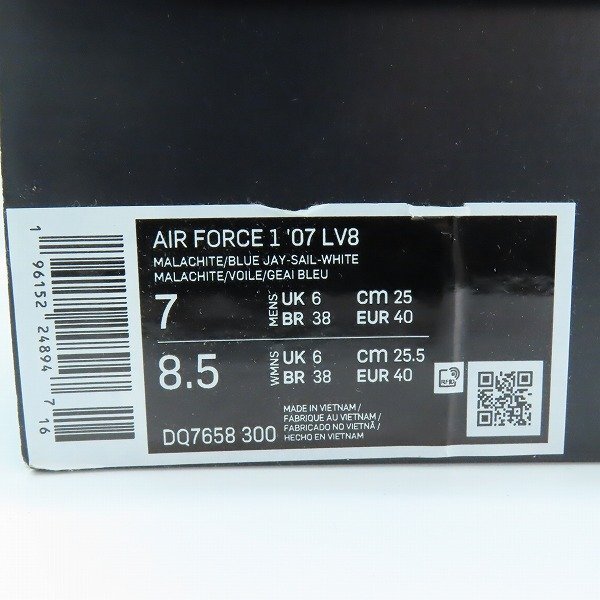 AIR FORCE 1 '07 LV8
MALACHITE/BLUE JAY-SAIL-WHITE
MALACHITE/VOILE/GEAI BLEU
7 MENS' UK 6 cm 25
BR 38 EUR 40
8.5 WMNS' UK 6 cm 25.5
BR 38 EUR 40
RFID
MADE IN VIETNAM /
FABRIQUE AU VIETNAM /
FABRICADO NO VIETNÃ /
HECHO EN VIETNAM
DQ7658 300
1 96152 24894 7 16